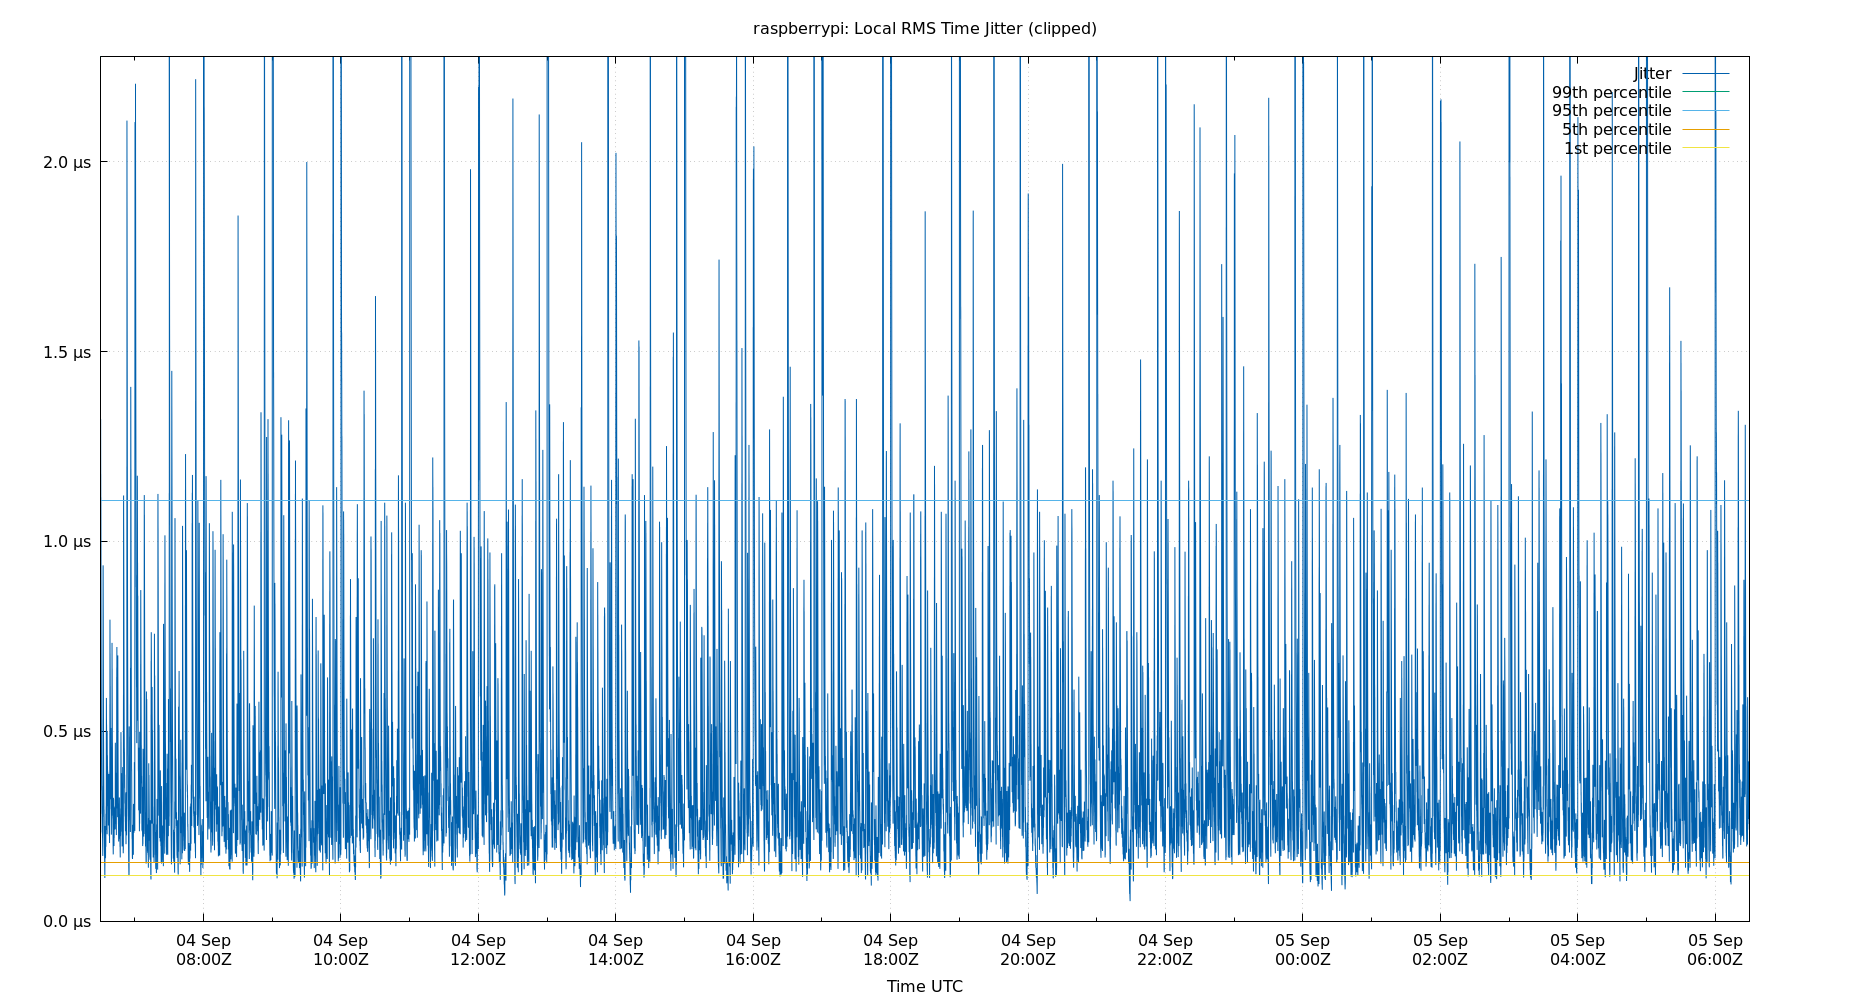 raspberrypi: Local RMS Time Jitter (clipped)
Jitter
99th percentile
95th percentile
5th percentile
1st percentile
2.0 μs
1.5 μs
1.0 μs
0.5 μs
0.0 μs
04 Sep 04 Sep 04 Sep 04 Sep 04 Sep 04 Sep 04 Sep 04 Sep 05 Sep 05 Sep 05 Sep 05 Sep
08:00Z 10:00Z 12:00Z 14:00Z 16:00Z 18:00Z 20:00Z 22:00Z 00:00Z 02:00Z 04:00Z 06:00Z
Time UTC